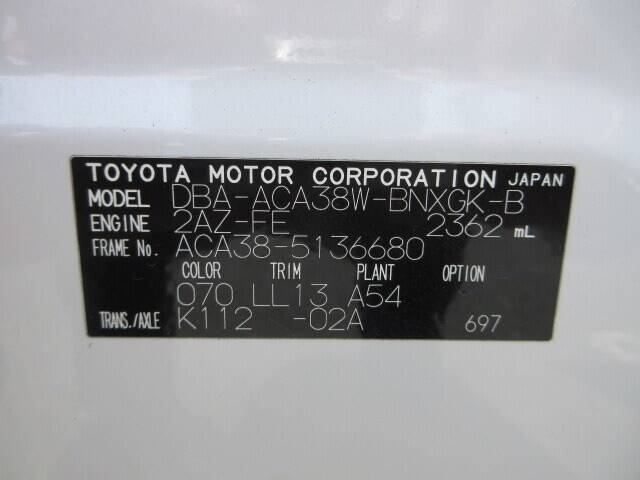 TOYOTA MOTOR CORPORATION JAPAN
MODEL DBA-ACA38W-BNXGK-B
ENGINE 2AZ-FE 2362 mL
FRAME No. ACA38-5136680
COLOR TRIM PLANT OPTION
070 LL13 A54
TRANS./AXLE K112 -02A 697